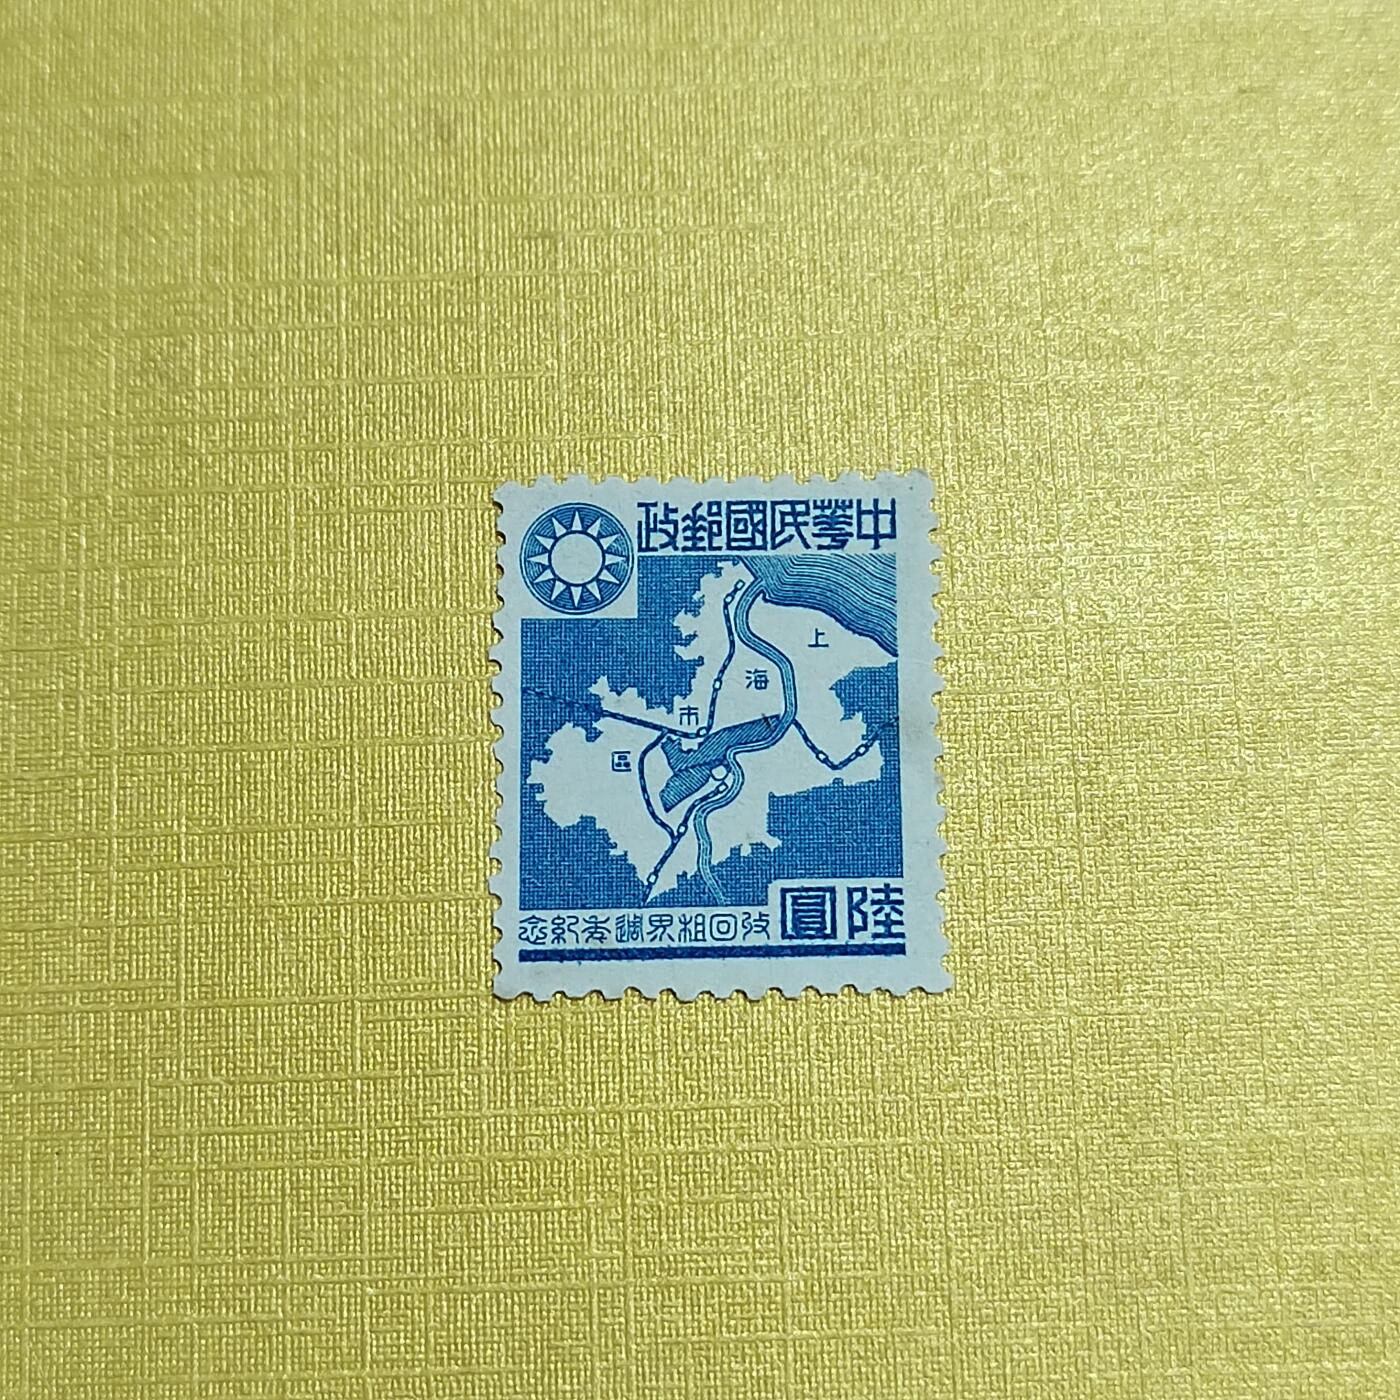 中華民國郵政
上海市區
陸圓
收回租界週年紀念